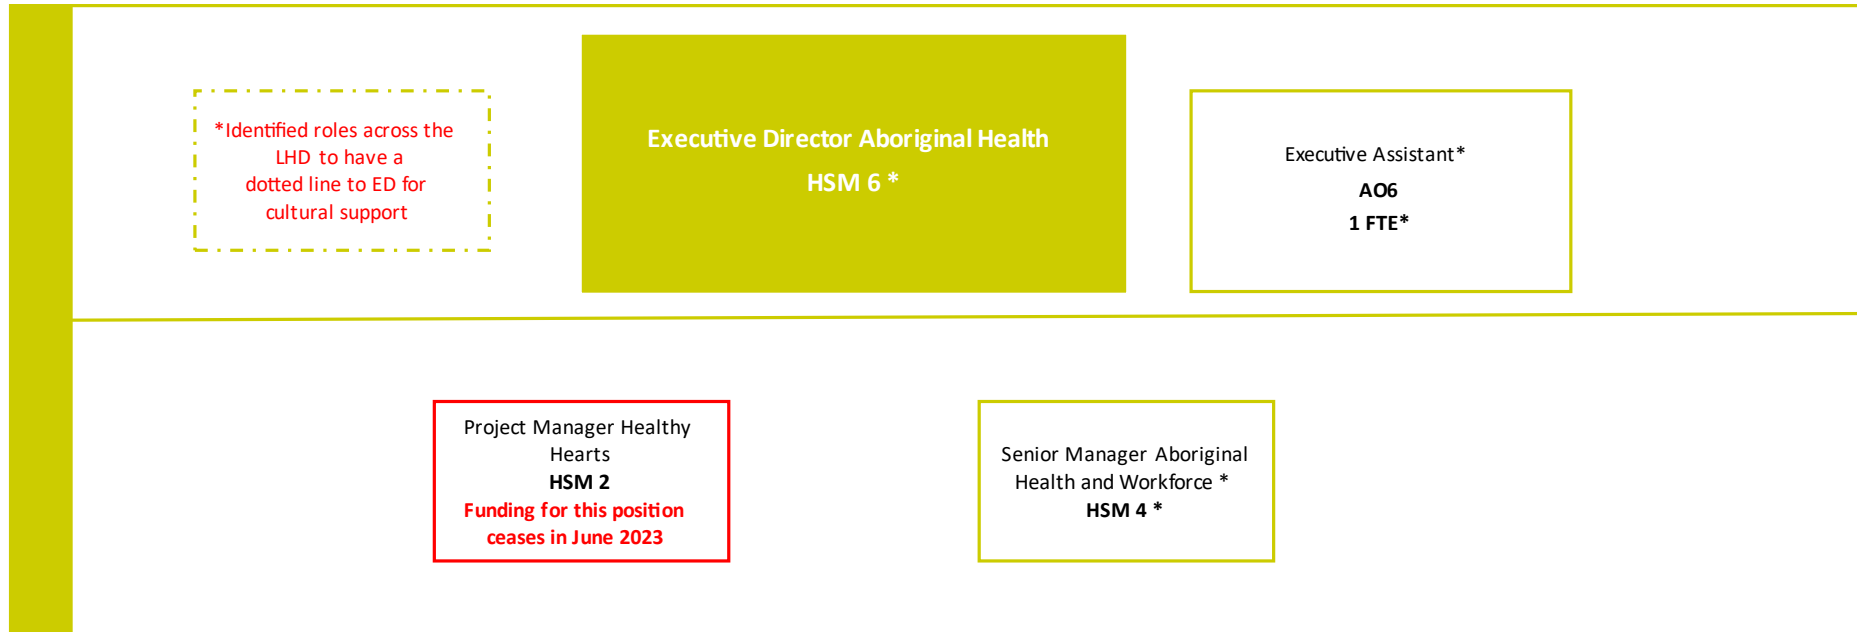 *Identified roles across the
LHD to have a
dotted line to ED for
cultural support
Executive Director Aboriginal Health
HSM 6 *
Executive Assistant*
AO6
1 FTE*
Project Manager Healthy
Hearts
HSM 2
Funding for this position
ceases in June 2023
Senior Manager Aboriginal
Health and Workforce *
HSM 4 *